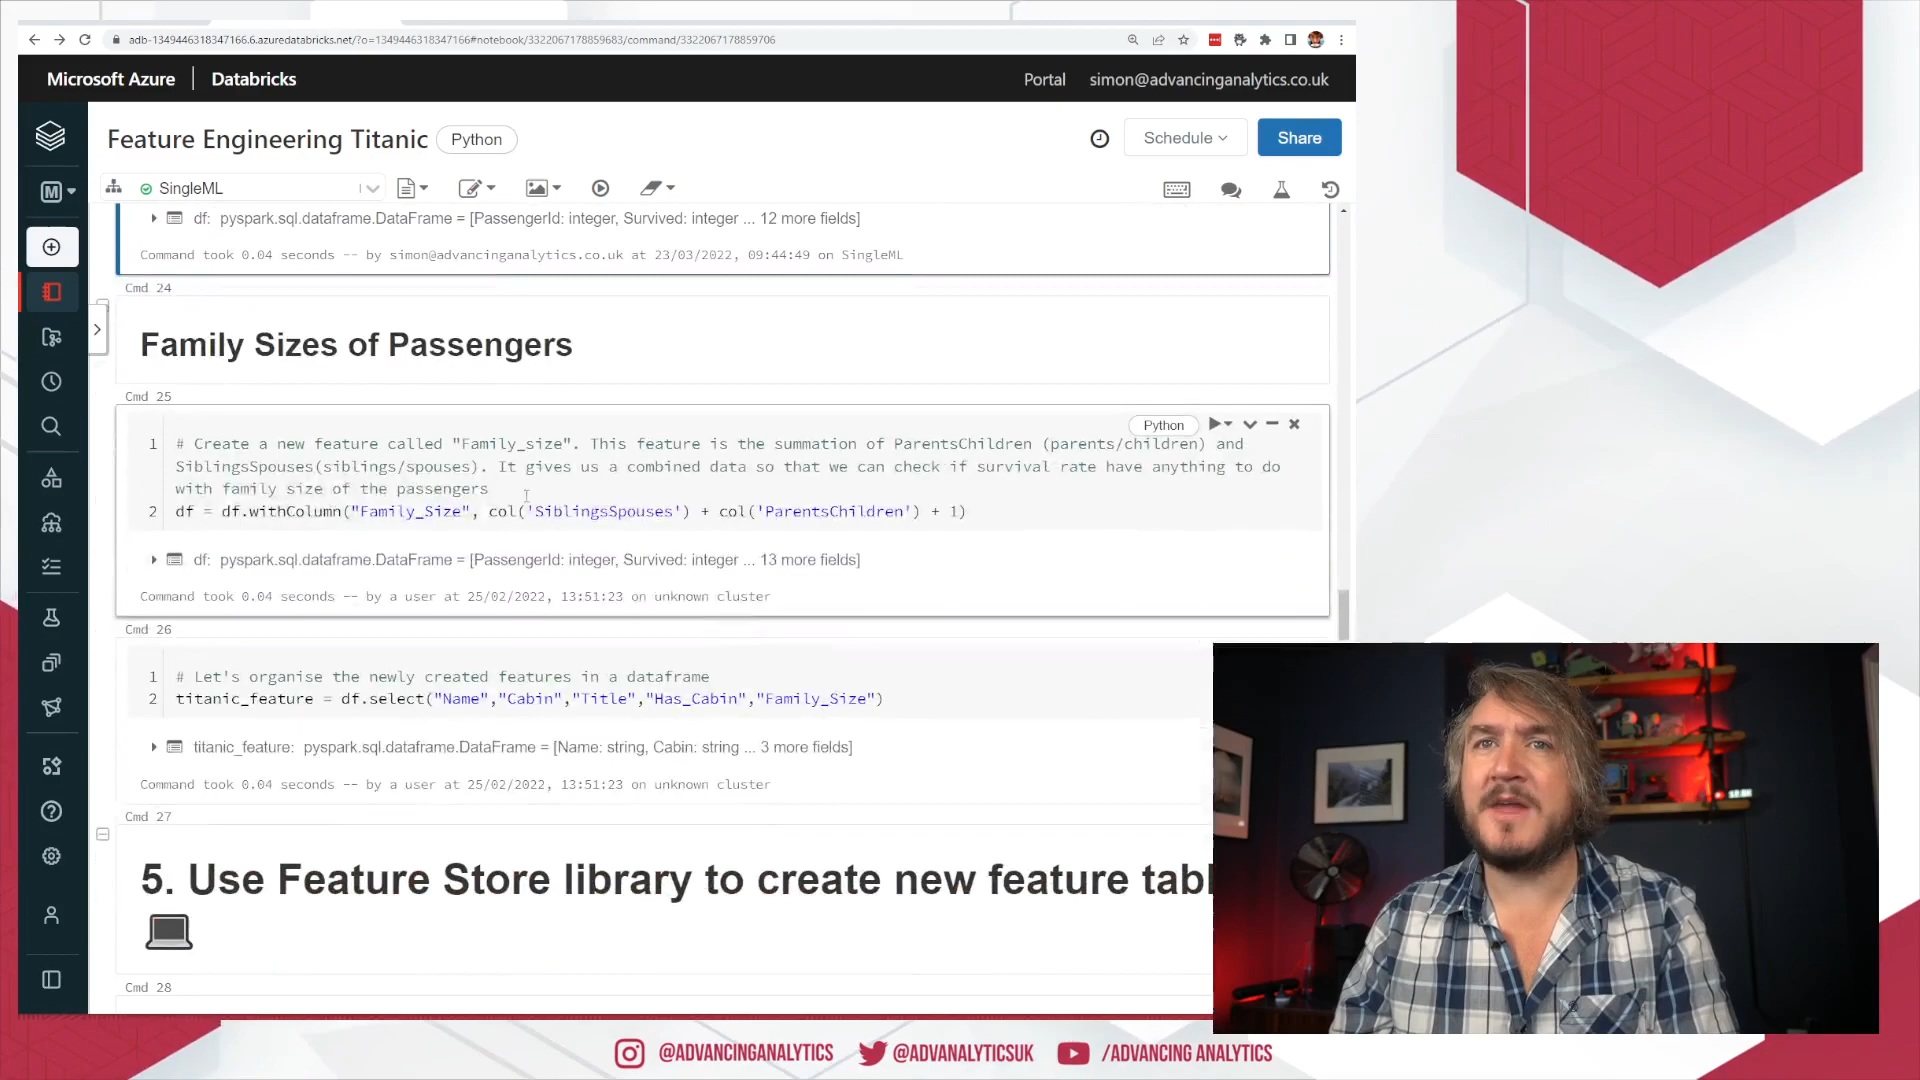 adb-1349446318347166.6.azuredatabricks.net/?o=1349446318347166#notebook/3322067178859683/command/3322067178859706
Microsoft Azure | Databricks
Portal simon@advancinganalytics.co.uk
Feature Engineering Titanic Python
Schedule Share
SingleML
df: pyspark.sql.dataframe.DataFrame = [PassengerId: integer, Survived: integer ... 12 more fields]
Command took 0.04 seconds -- by simon@advancinganalytics.co.uk at 23/03/2022, 09:44:49 on SingleML
Cmd 24
Family Sizes of Passengers
Cmd 25
Python
1 # Create a new feature called "Family_size". This feature is the summation of ParentsChildren (parents/children) and
SiblingsSpouses(siblings/spouses). It gives us a combined data so that we can check if survival rate have anything to do
with family size of the passengers
2 df = df.withColumn("Family_Size", col('SiblingsSpouses') + col('ParentsChildren') + 1)
df: pyspark.sql.dataframe.DataFrame = [PassengerId: integer, Survived: integer ... 13 more fields]
Command took 0.04 seconds -- by a user at 25/02/2022, 13:51:23 on unknown cluster
Cmd 26
1 # Let's organise the newly created features in a dataframe
2 titanic_feature = df.select("Name","Cabin","Title","Has_Cabin","Family_Size")
titanic_feature: pyspark.sql.dataframe.DataFrame = [Name: string, Cabin: string ... 3 more fields]
Command took 0.04 seconds -- by a user at 25/02/2022, 13:51:23 on unknown cluster
Cmd 27
5. Use Feature Store library to create new feature tabl
Cmd 28
@ADVANCINGANALYTICS @ADVANALYTICSUK /ADVANCING ANALYTICS